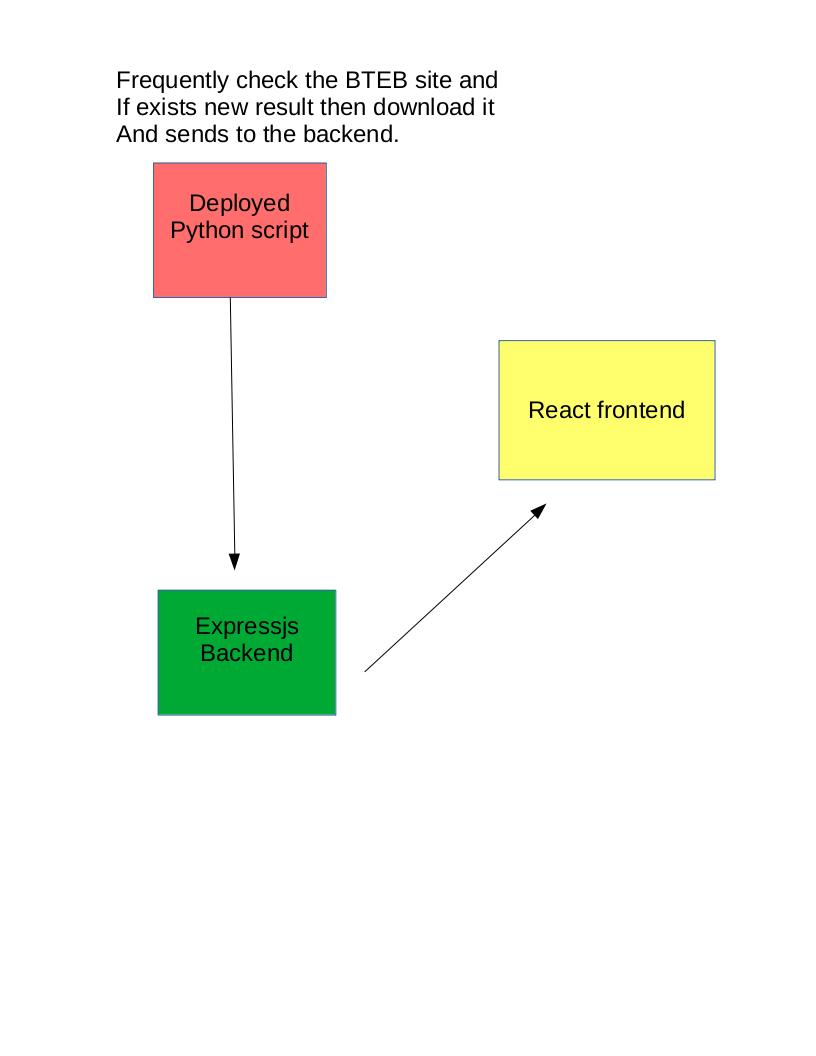 Frequently check the BTEB site and
If exists new result then download it
And sends to the backend.
Deployed
Python script
React frontend
Expressjs
Backend